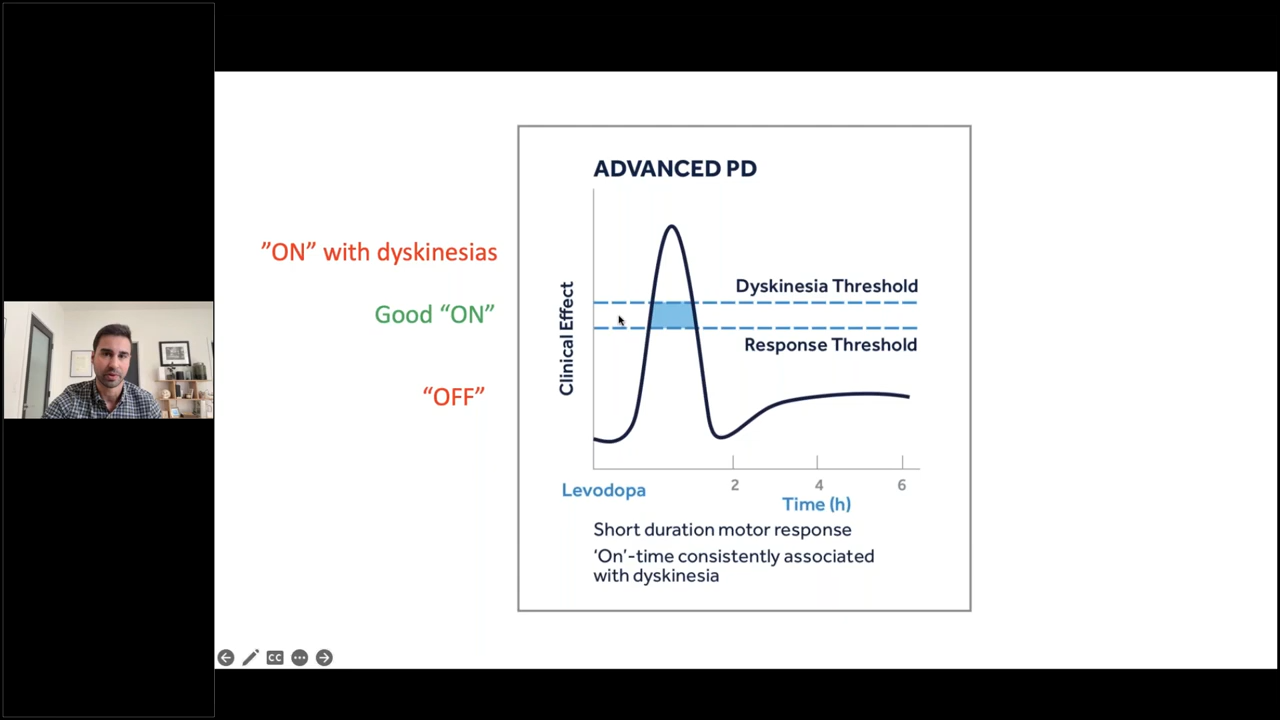 ADVANCED PD
”ON” with dyskinesias
Good “ON”
“OFF”
Clinical Effect
Dyskinesia Threshold
Response Threshold
2
4
6
Levodopa
Time (h)
Short duration motor response
‘On’-time consistently associated
with dyskinesia
CC